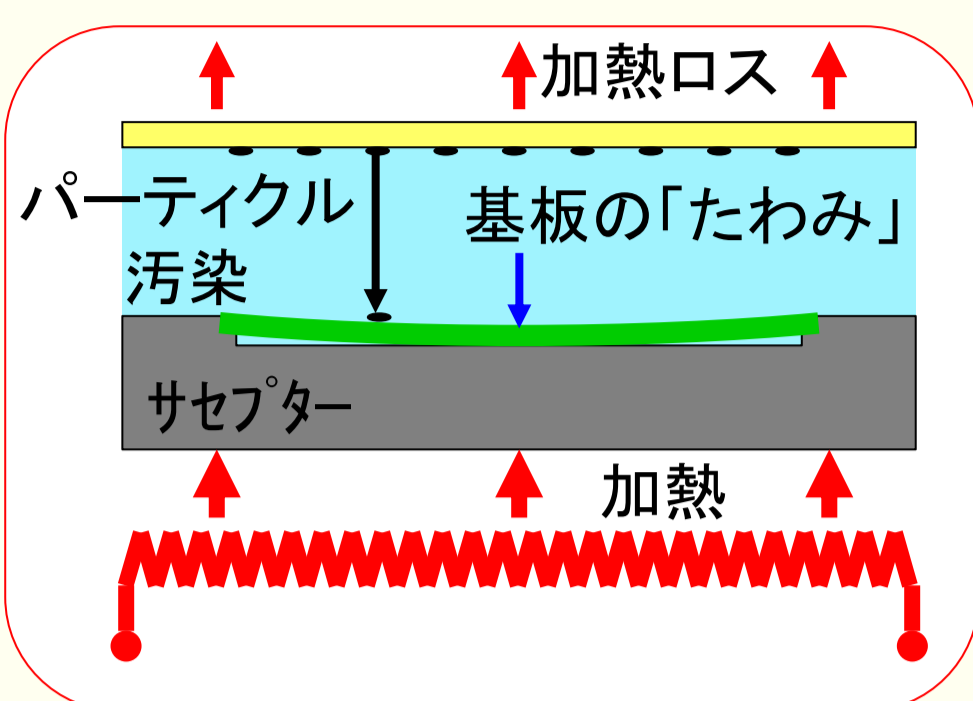 加熱ロス
パーティクル
汚染
基板の「たわみ」
サセプター
加熱